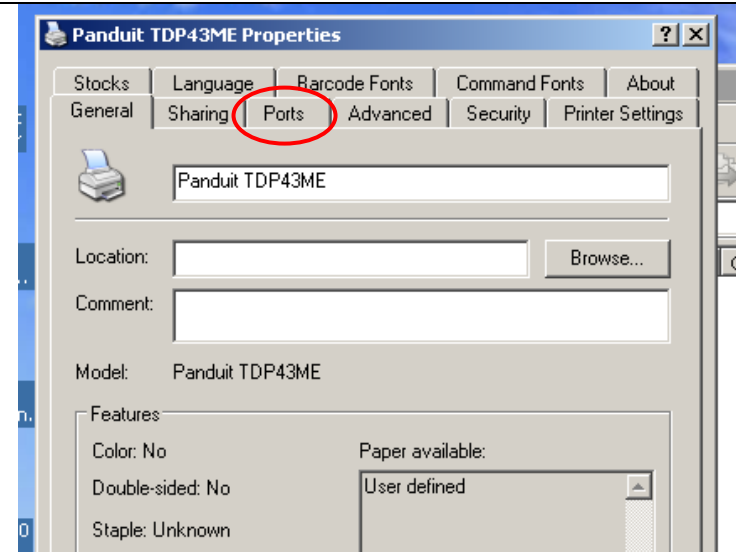 Panduit TDP43ME Properties
Stocks Language Barcode Fonts Command Fonts About
General Sharing Ports Advanced Security Printer Settings
Panduit TDP43ME
Location: Browse...
Comment:
Model: Panduit TDP43ME
Features
Color: No Paper available:
Double-sided: No User defined
Staple: Unknown